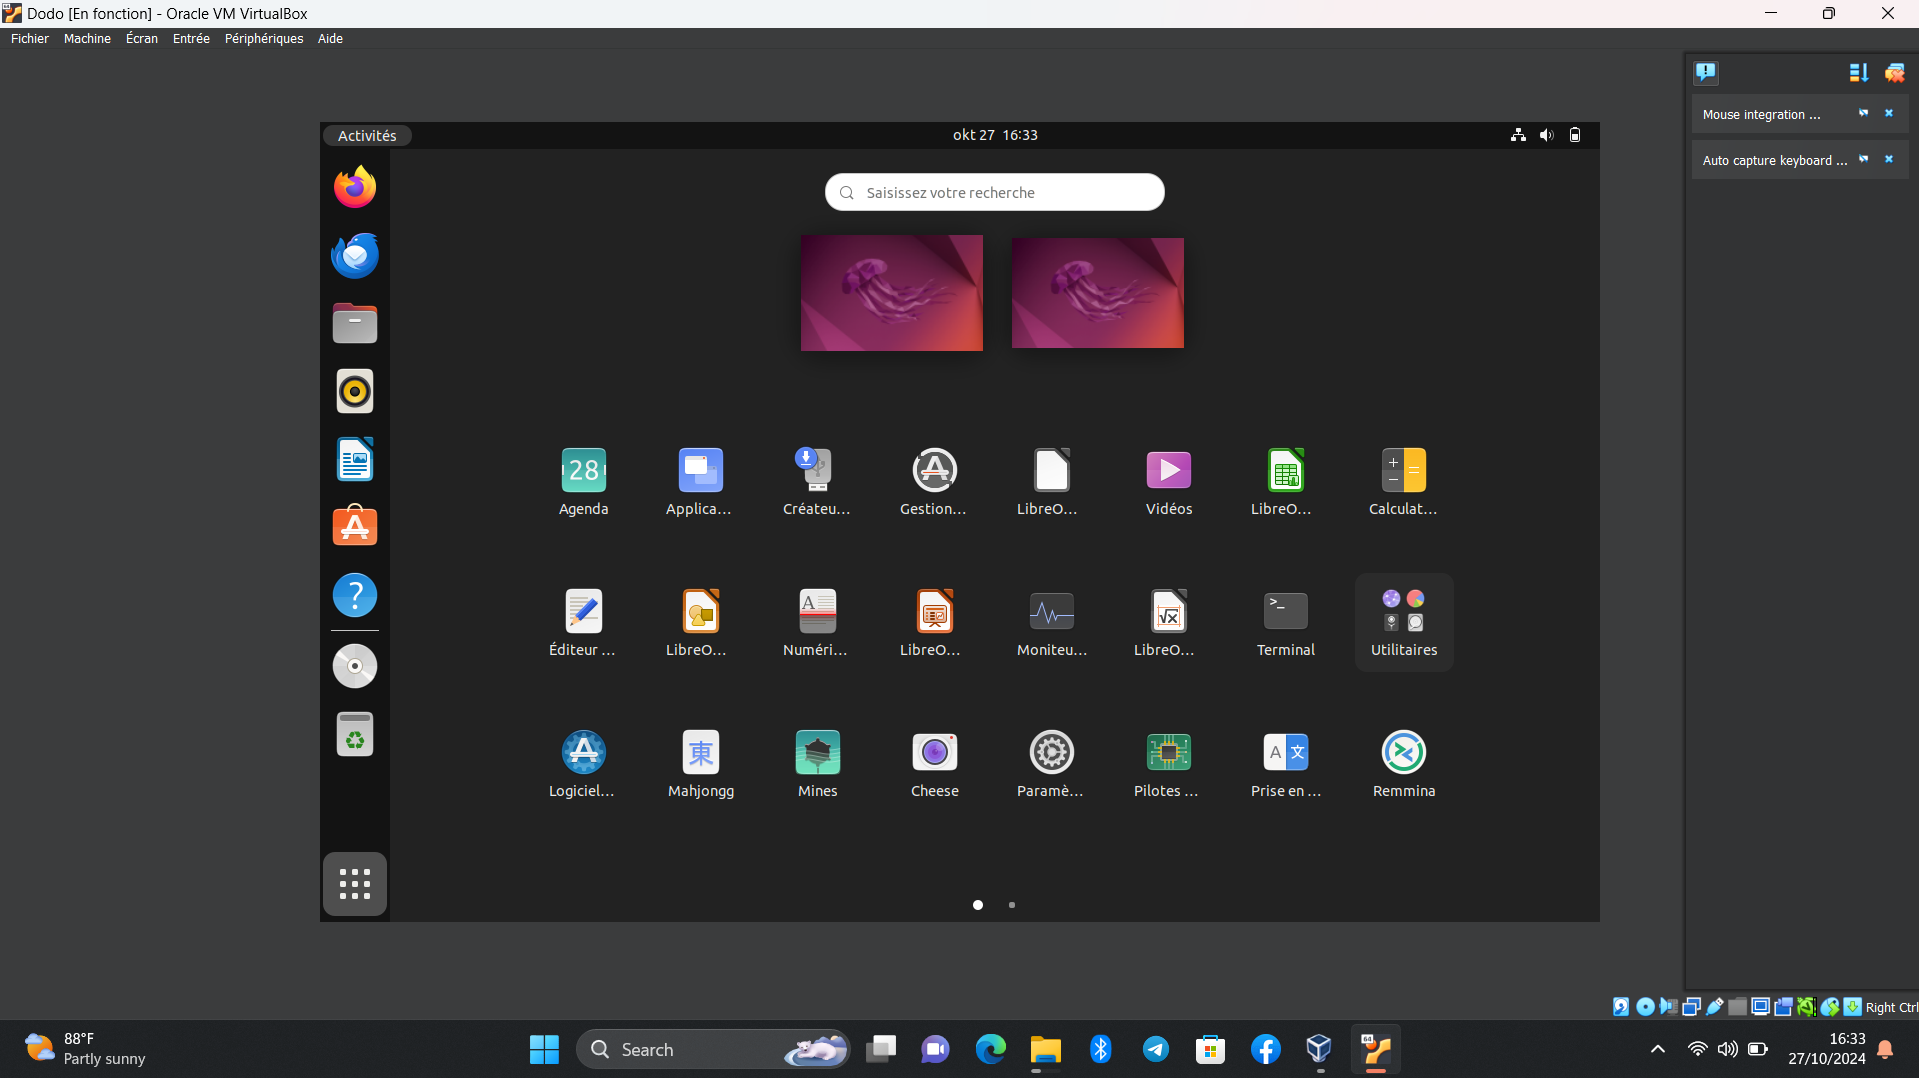 Dodo [En fonction] - Oracle VM VirtualBox
Fichier Machine Écran Entrée Périphériques Aide
Mouse integration ...
Auto capture keyboard ...
Activités
okt 27 16:33
Saisissez votre recherche
28
Agenda
Applica…
Créateu…
Gestion…
LibreO…
Vidéos
LibreO…
Calculat…
Éditeur …
LibreO…
Numéri…
LibreO…
Moniteu…
LibreO…
Terminal
Utilitaires
Logiciel…
東
Mahjongg
Mines
Cheese
Paramè…
Pilotes …
A 文
Prise en …
Remmina
Right Ctrl
88°F
Partly sunny
Search
64
16:33
27/10/2024